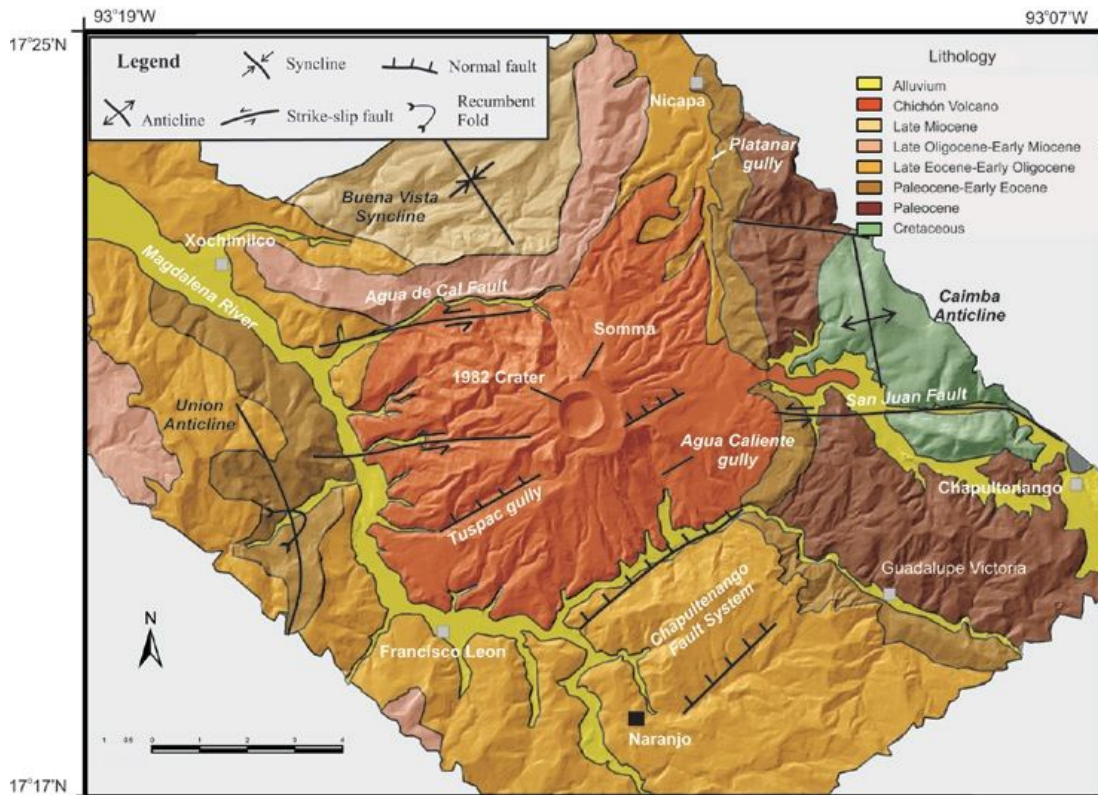 93°19'W
93°07'W
17°25'N
Legend
Syncline
Normal fault
Anticline
Strike-slip fault
Recumbent
Fold
Lithology
Alluvium
Chichón Volcano
Late Miocene
Late Oligocene-Early Miocene
Late Eocene-Early Oligocene
Paleocene-Early Eocene
Paleocene
Cretaceous
Nicapa
Platanar
gully
Buena Vista
Syncline
Xochimilco
Magdalena River
Agua de Cal Fault
Somma
Caimba
Anticline
1982 Crater
San Juan Fault
Union
Anticline
Agua Caliente
gully
Chapultenango
Tuspac gully
Guadalupe Victoria
Chapultenango
Fault System
Francisco Leon
Naranjo
N
1 0.5 0 1 2 3 4
17°17'N